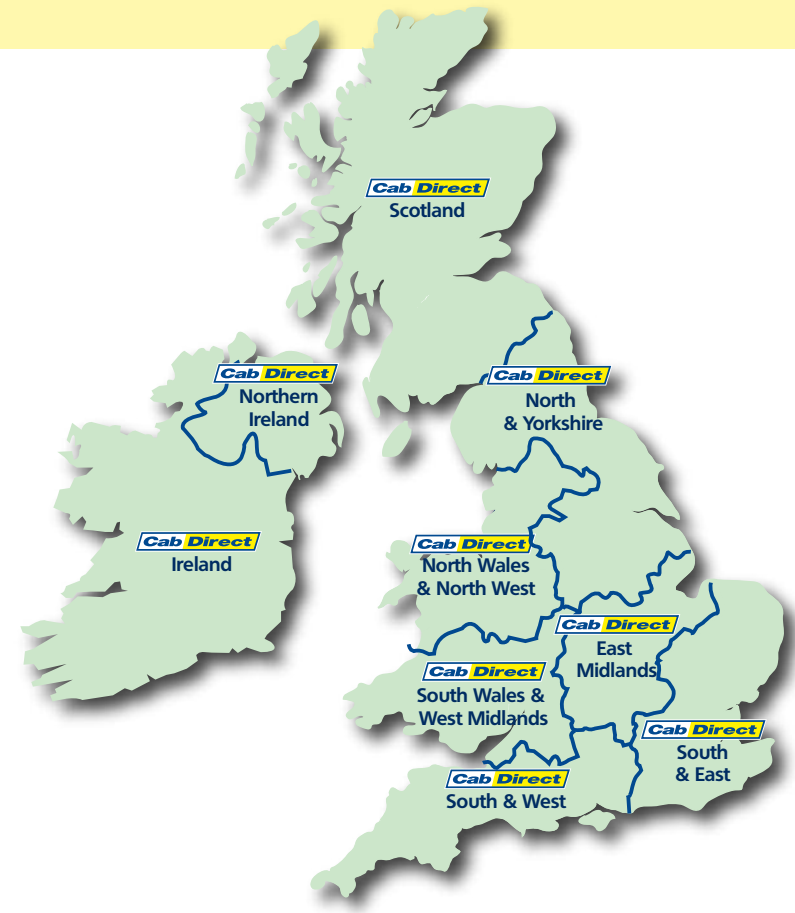 Cab Direct
Scotland
Cab Direct
Northern
Ireland
Cab Direct
North
& Yorkshire
Cab Direct
Ireland
Cab Direct
North Wales
& North West
Cab Direct
East
Midlands
Cab Direct
South Wales &
West Midlands
Cab Direct
South
& East
Cab Direct
South & West